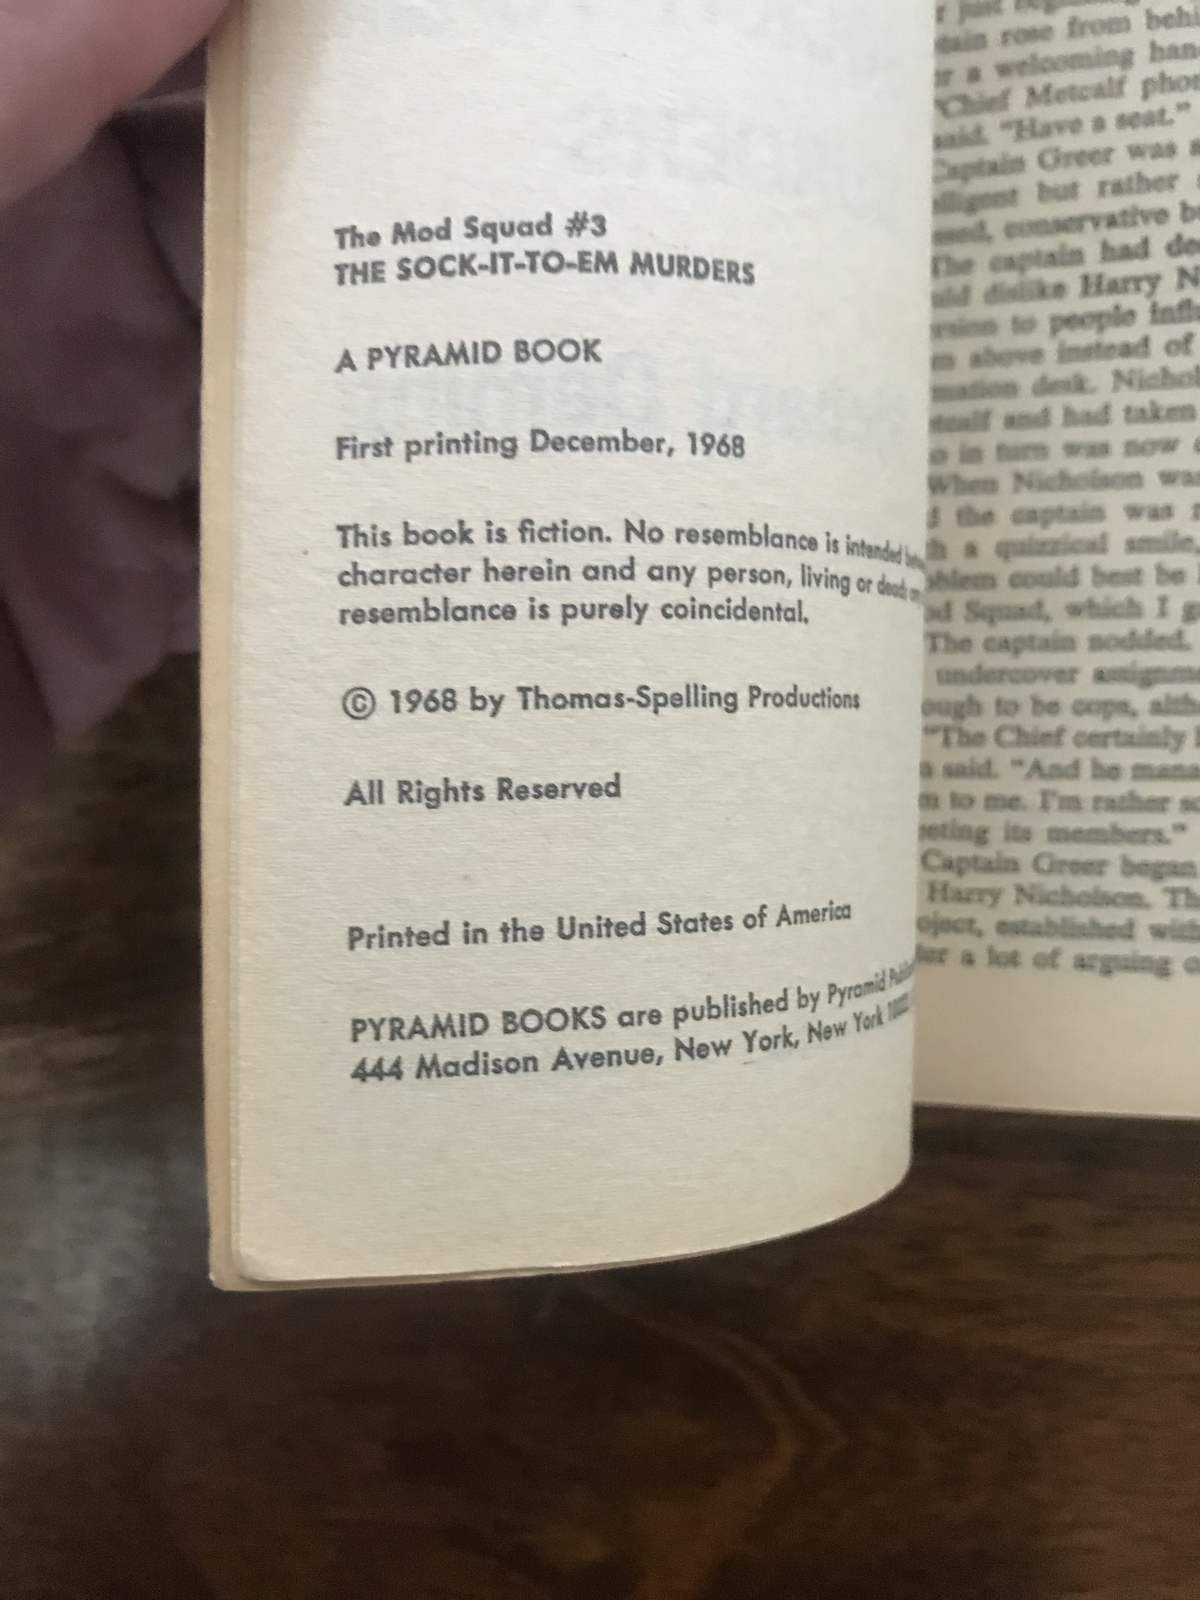 The Mod Squad #3
THE SOCK-IT-TO-EM MURDERS
A PYRAMID BOOK
First printing December, 1968
This book is fiction. No resemblance is intended
character herein and any person, living or dead;
resemblance is purely coincidental.
© 1968 by Thomas-Spelling Productions
All Rights Reserved
Printed in the United States of America
PYRAMID BOOKS are published by Pyramid
444 Madison Avenue, New York, New York
just
rose from
a welcoming
"Chief Metcalf
said. "Have a seat."
Captain Greer was
but rather
conservative
The captain had
dislike Harry
to people
above instead of
desk.
and had taken
in turn was now
When Nicholson was
the captain was
a quizzical smile,
could best be
Squad, which I
The captain nodded.
undercover
to be cops,
"The Chief certainly
said. "And he
to me. I'm rather
its members."
Captain Greer began
Harry Nicholson.
established
a lot of arguing